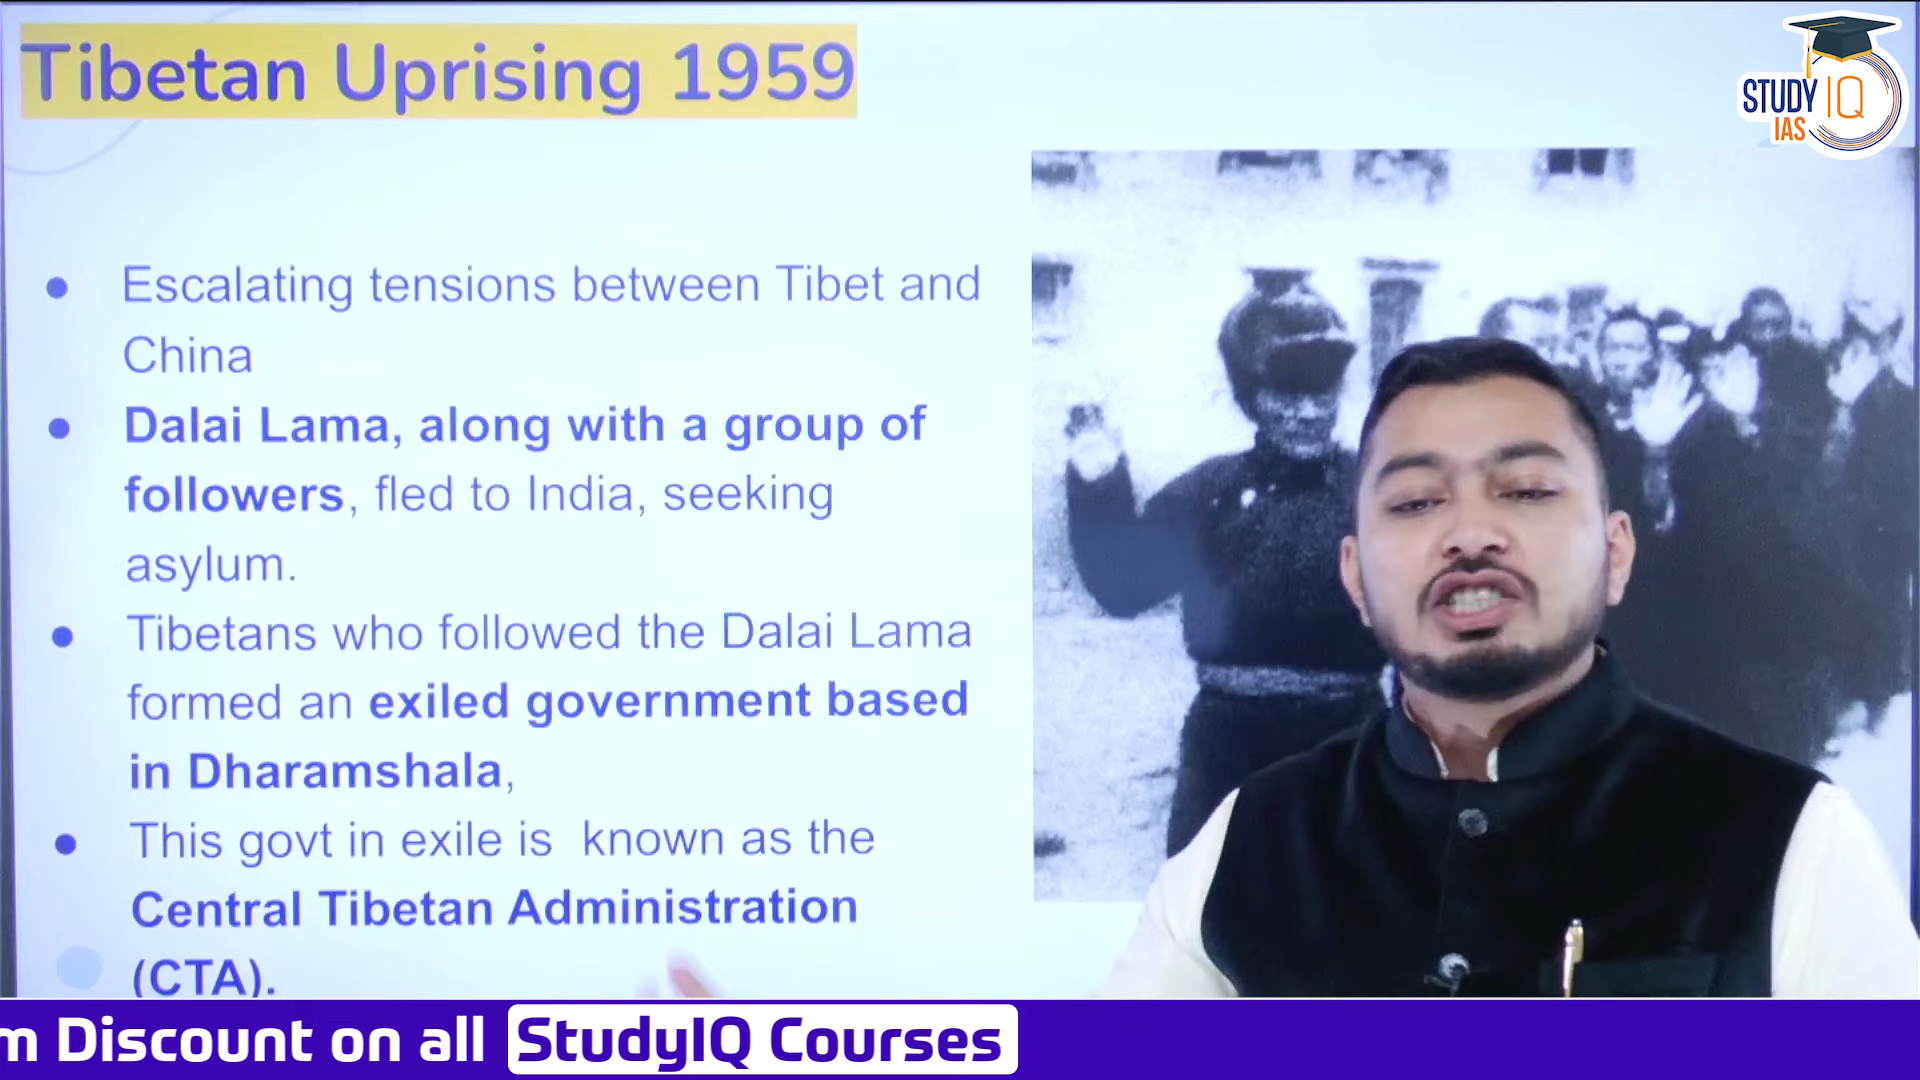 Tibetan Uprising 1959
STUDY IQ
IAS
● Escalating tensions between Tibet and
China
● Dalai Lama, along with a group of
followers, fled to India, seeking
asylum.
● Tibetans who followed the Dalai Lama
formed an exiled government based
in Dharamshala,
● This govt in exile is known as the
Central Tibetan Administration
(CTA).
m Discount on all StudyIQ Courses